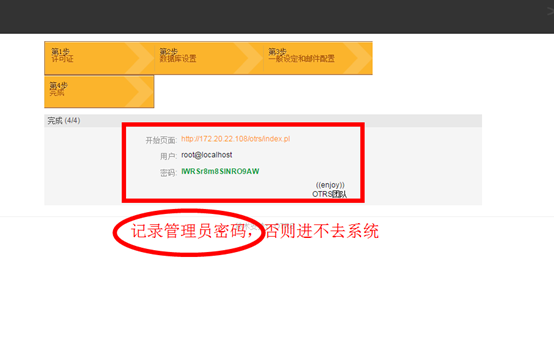 第1步
许可证
第2步
数据库设置
第3步
一般设定和邮件配置
第4步
完成
完成 (4/4)
开始页面: http://172.20.22.108/otrs/index.pl
用户: root@localhost
密码: IWRSr8m8SINRO9AW
((enjoy))
OTRS团队
记录管理员密码，否则进不去系统